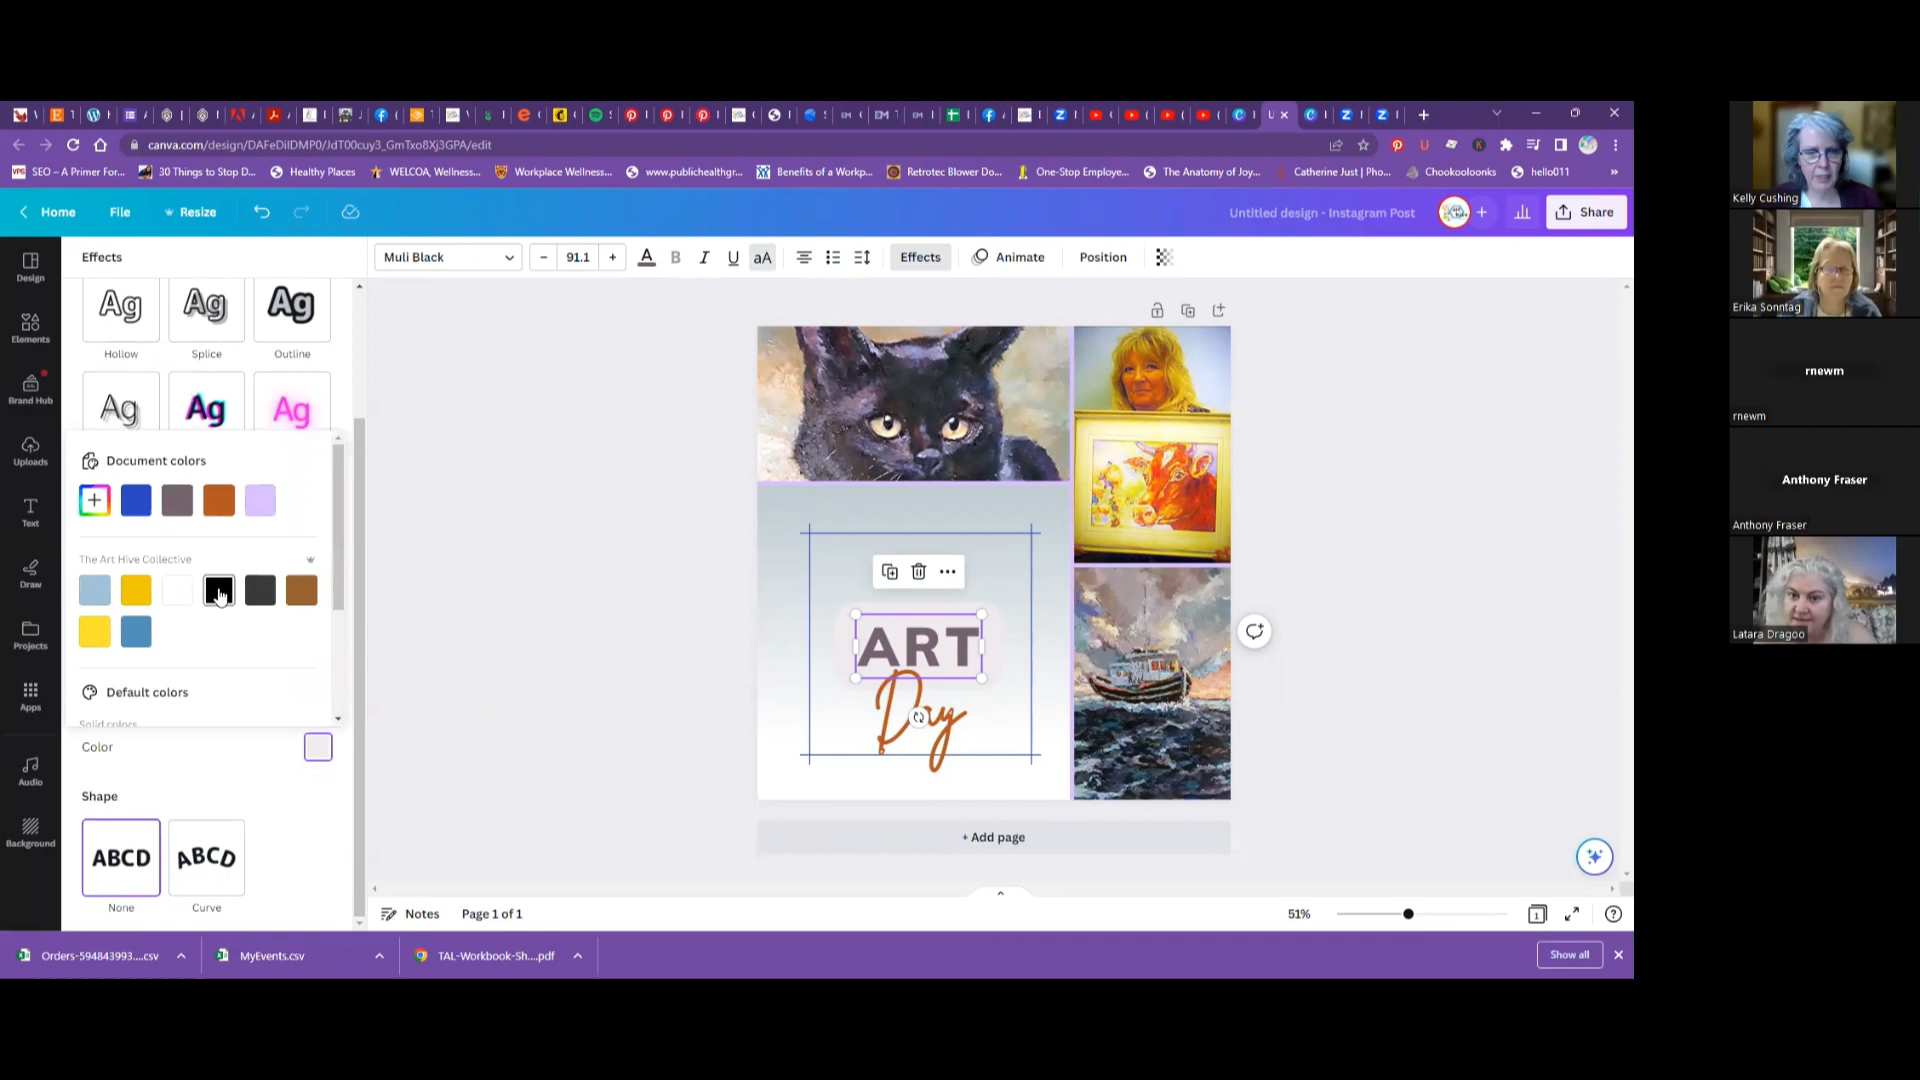 canva.com/design/DAFeDiIDMP0/JdT00cuy3_GmTxo8Xj3GPA/edit
SEO – A Primer For...
30 Things to Stop D...
Healthy Places
WELCOA, Wellness...
Workplace Wellness...
www.publichealthgr...
Benefits of a Workp...
Retrotec Blower Do...
One-Stop Employe...
The Anatomy of Joy...
Catherine Just | Pho...
Chookooloonks
hello011
Home
File
Resize
Untitled design - Instagram Post
Share
Design
Elements
Brand Hub
Uploads
Text
Draw
Projects
Apps
Audio
Background
Effects
Muli Black
91.1
A
B
I
U
aA
Effects
Animate
Position
Ag
Ag
Ag
Hollow
Splice
Outline
Ag
Ag
Ag
Document colors
The Art Hive Collective
Default colors
Solid colors
Color
Shape
ABCD
ABCD
None
Curve
ART
Day
+ Add page
Notes
Page 1 of 1
51%
1
Orders-594843993....csv
MyEvents.csv
TAL-Workbook-Sh....pdf
Show all
Kelly Cushing
Erika Sonntag
rnewm
rnewm
Anthony Fraser
Anthony Fraser
Latara Dragoo